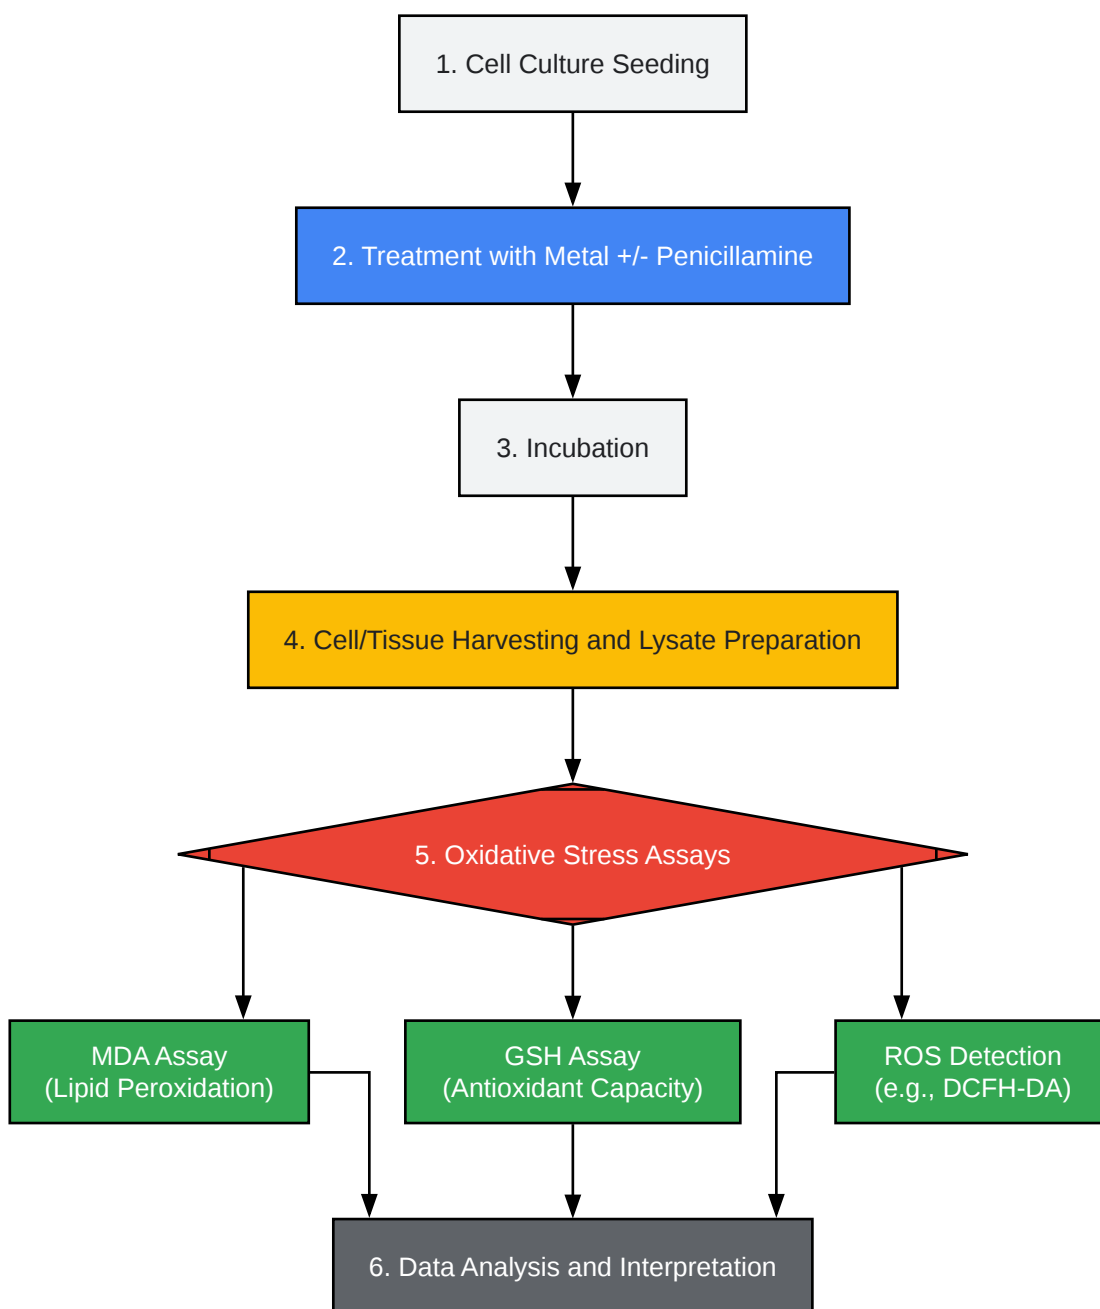 1. Cell Culture Seeding
2. Treatment with Metal +/- Penicillamine
3. Incubation
4. Cell/Tissue Harvesting and Lysate Preparation
5. Oxidative Stress Assays
MDA Assay
(Lipid Peroxidation)
GSH Assay
(Antioxidant Capacity)
ROS Detection
(e.g., DCFH-DA)
6. Data Analysis and Interpretation